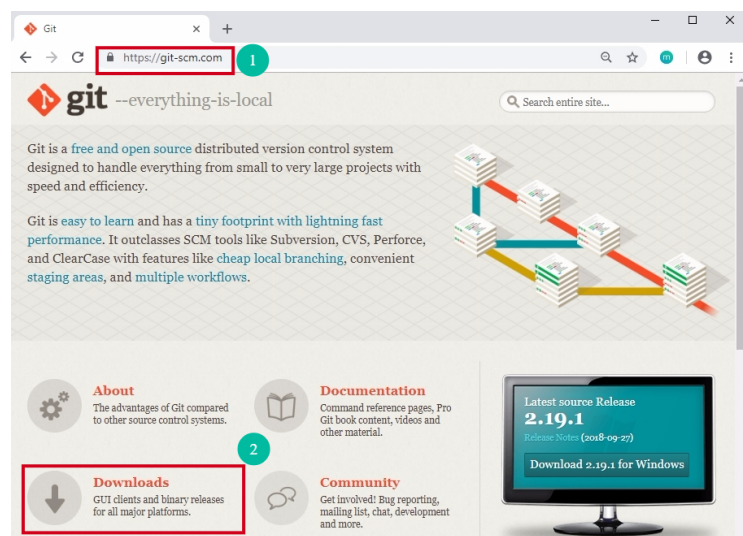 Git
https://git-scm.com
1
m
git --everything-is-local
Search entire site...
Git is a free and open source distributed version control system
designed to handle everything from small to very large projects with
speed and efficiency.
Git is easy to learn and has a tiny footprint with lightning fast
performance. It outclasses SCM tools like Subversion, CVS, Perforce,
and ClearCase with features like cheap local branching, convenient
staging areas, and multiple workflows.
About
The advantages of Git compared
to other source control systems.
Documentation
Command reference pages, Pro
Git book content, videos and
other material.
2
Downloads
GUI clients and binary releases
for all major platforms.
Community
Get involved! Bug reporting,
mailing list, chat, development
and more.
Latest source Release
2.19.1
Release Notes (2018-09-27)
Download 2.19.1 for Windows